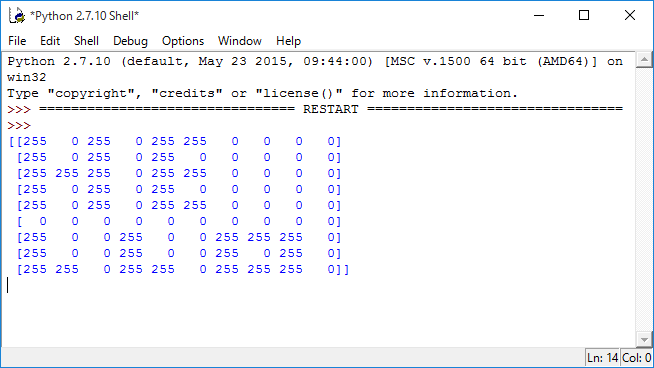 *Python 2.7.10 Shell*
File Edit Shell Debug Options Window Help
Python 2.7.10 (default, May 23 2015, 09:44:00) [MSC v.1500 64 bit (AMD64)] on
win32
Type "copyright", "credits" or "license()" for more information.
>>> ================================ RESTART ================================
>>>
[[255   0 255   0 255 255   0   0   0   0]
 [255   0 255   0 255   0   0   0   0   0]
 [255 255 255   0 255 255   0   0   0   0]
 [255   0 255   0 255   0   0   0   0   0]
 [255   0 255   0 255 255   0   0   0   0]
 [  0   0   0   0   0   0   0   0   0   0]
 [255   0   0 255   0   0 255 255 255   0]
 [255   0   0 255   0   0 255   0 255   0]
 [255 255   0 255 255   0 255 255 255   0]]
Ln: 14 Col: 0